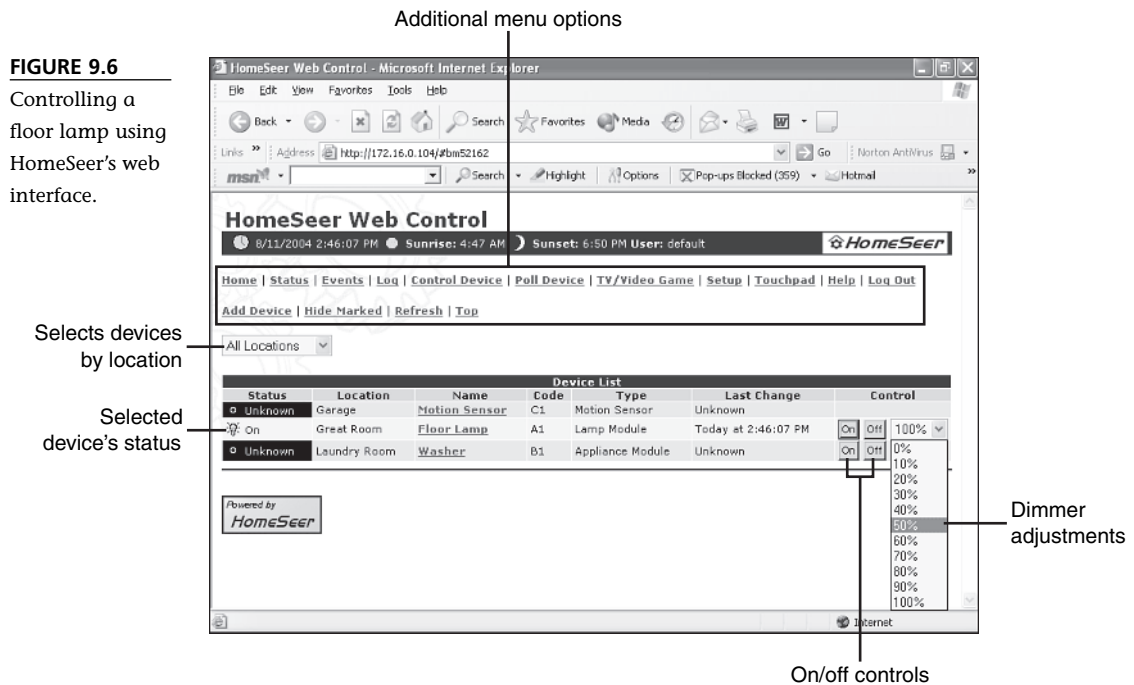 Additional menu options
FIGURE 9.6
Controlling a
floor lamp using
HomeSeer's web
interface.
HomeSeer Web Control - Microsoft Internet Explorer
File Edit View Favorites Tools Help
Back Search Favorites Media
Links » Address http://172.16.0.104/#bm52162 Go Norton AntiVirus
msn Search Highlight Options Pop-ups Blocked (359) Hotmail »
HomeSeer Web Control
8/11/2004 2:46:07 PM Sunrise: 4:47 AM Sunset: 6:50 PM User: default HomeSeer
Home | Status | Events | Log | Control Device | Poll Device | TV/Video Game | Setup | Touchpad | Help | Log Out
Add Device | Hide Marked | Refresh | Top
Selects devices
by location
All Locations
Device List
Status Location Name Code Type Last Change Control
Unknown Garage Motion Sensor C1 Motion Sensor Unknown
Selected
device's status
On Great Room Floor Lamp A1 Lamp Module Today at 2:46:07 PM On Off 100%
Unknown Laundry Room Washer B1 Appliance Module Unknown On Off
0%
10%
20%
30%
40%
50%
60%
70%
80%
90%
100%
Powered by
HomeSeer
Dimmer
adjustments
Internet
On/off controls